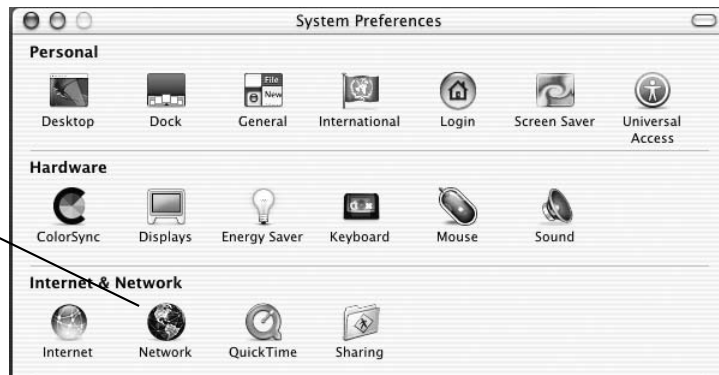 System Preferences
Personal
Desktop Dock General International Login Screen Saver Universal Access
File
New
Hardware
ColorSync Displays Energy Saver Keyboard Mouse Sound
Internet & Network
Internet Network QuickTime Sharing